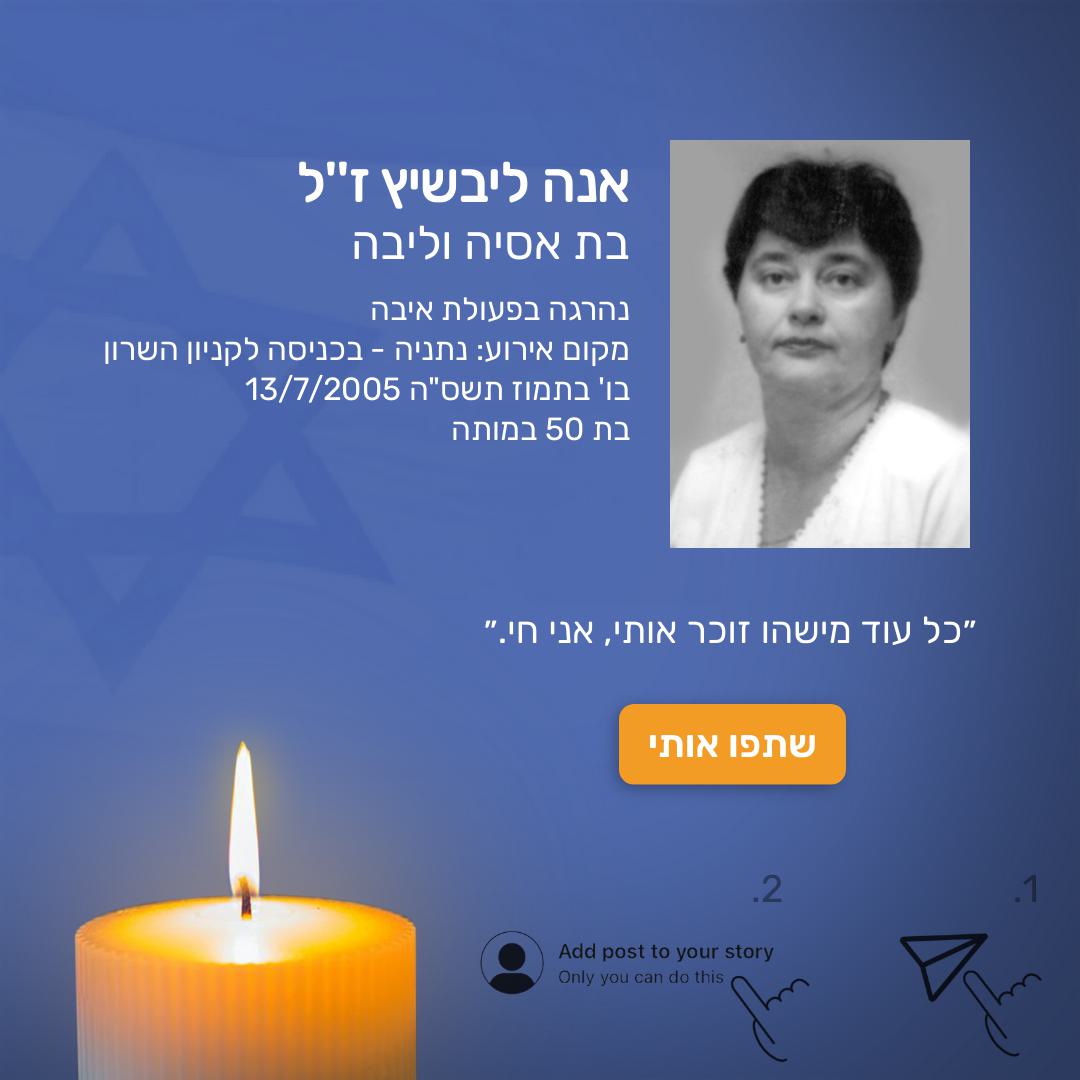 אנה ליבשיץ ז"ל
בת אסיה וליבה
נהרגה בפעולת איבה
מקום אירוע: נתניה - בכניסה לקניון השרון
בו' בתמוז תשס"ה 13/7/2005
בת 50 במותה
״כל עוד מישהו זוכר אותי, אני חי.״
שתפו אותי
1.
2.
Add post to your story
Only you can do this